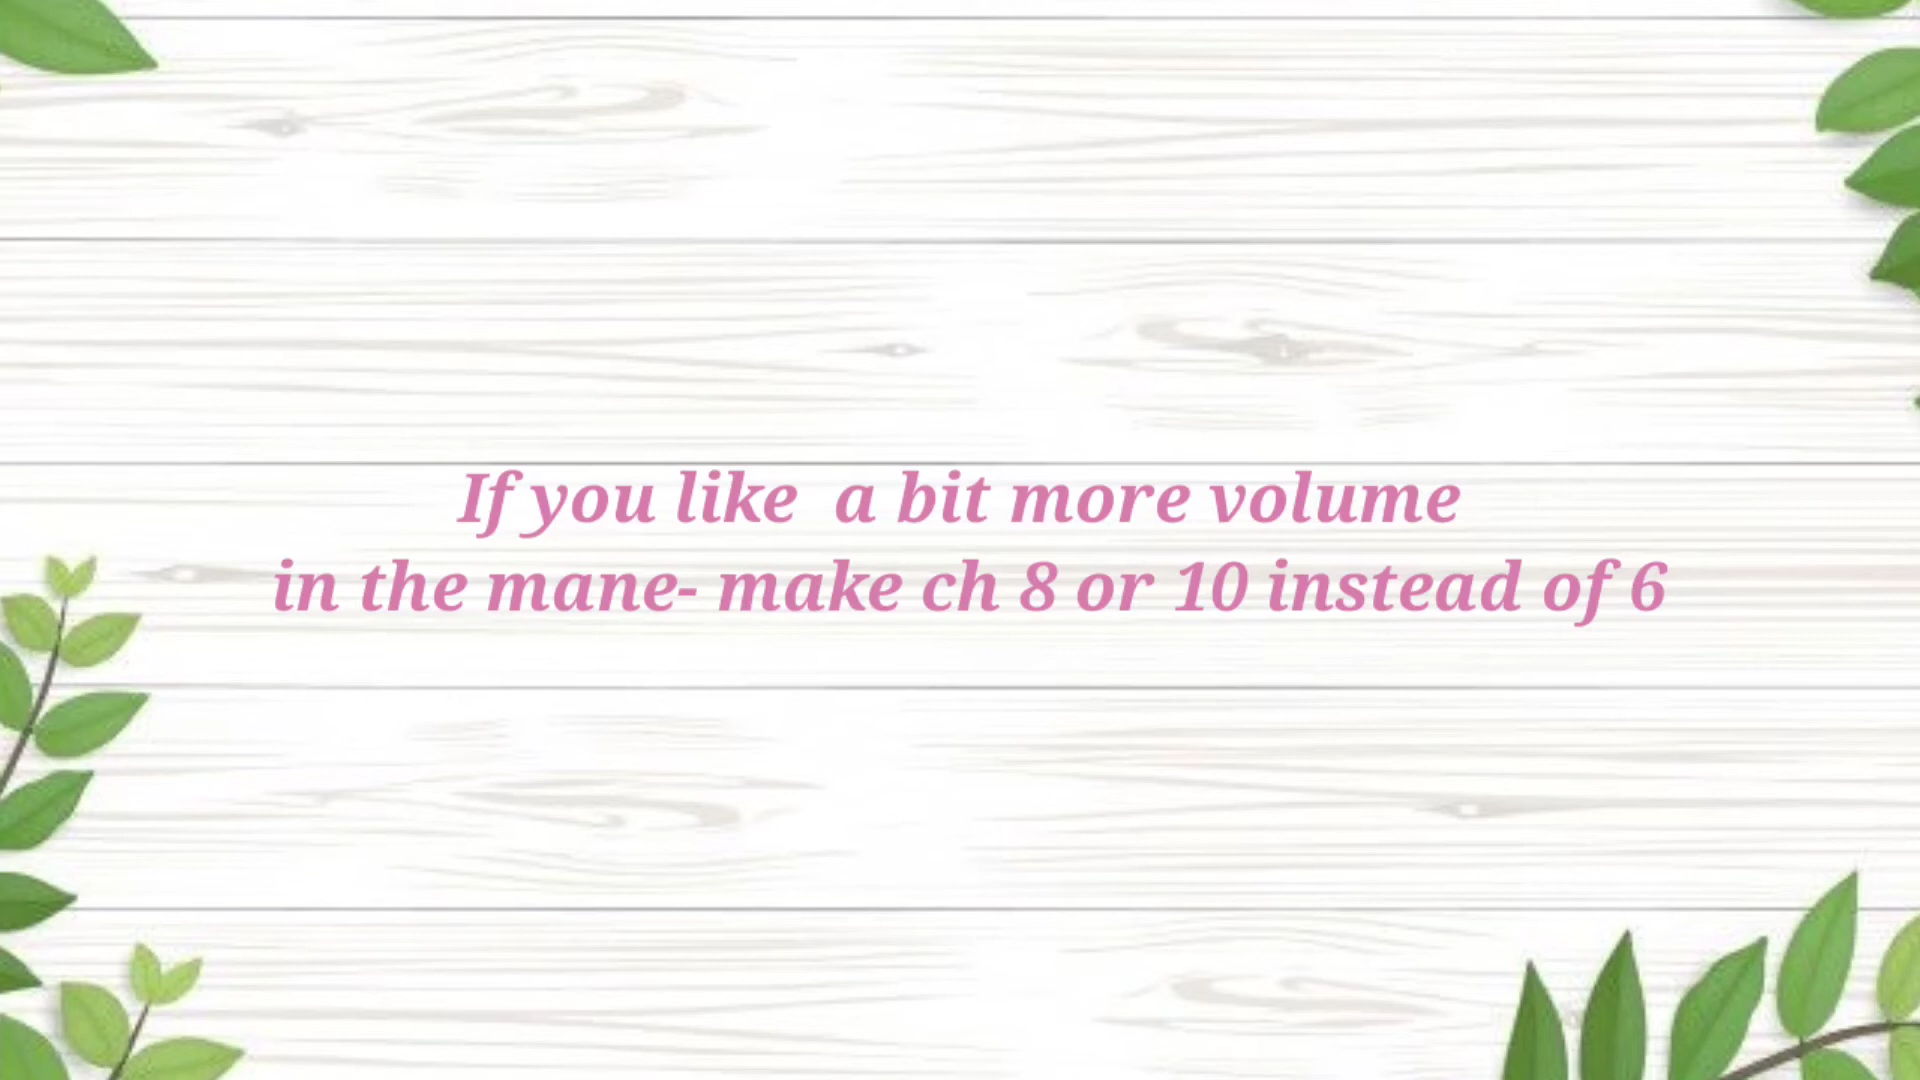 If you like  a bit more volume
in the mane- make ch 8 or 10 instead of 6